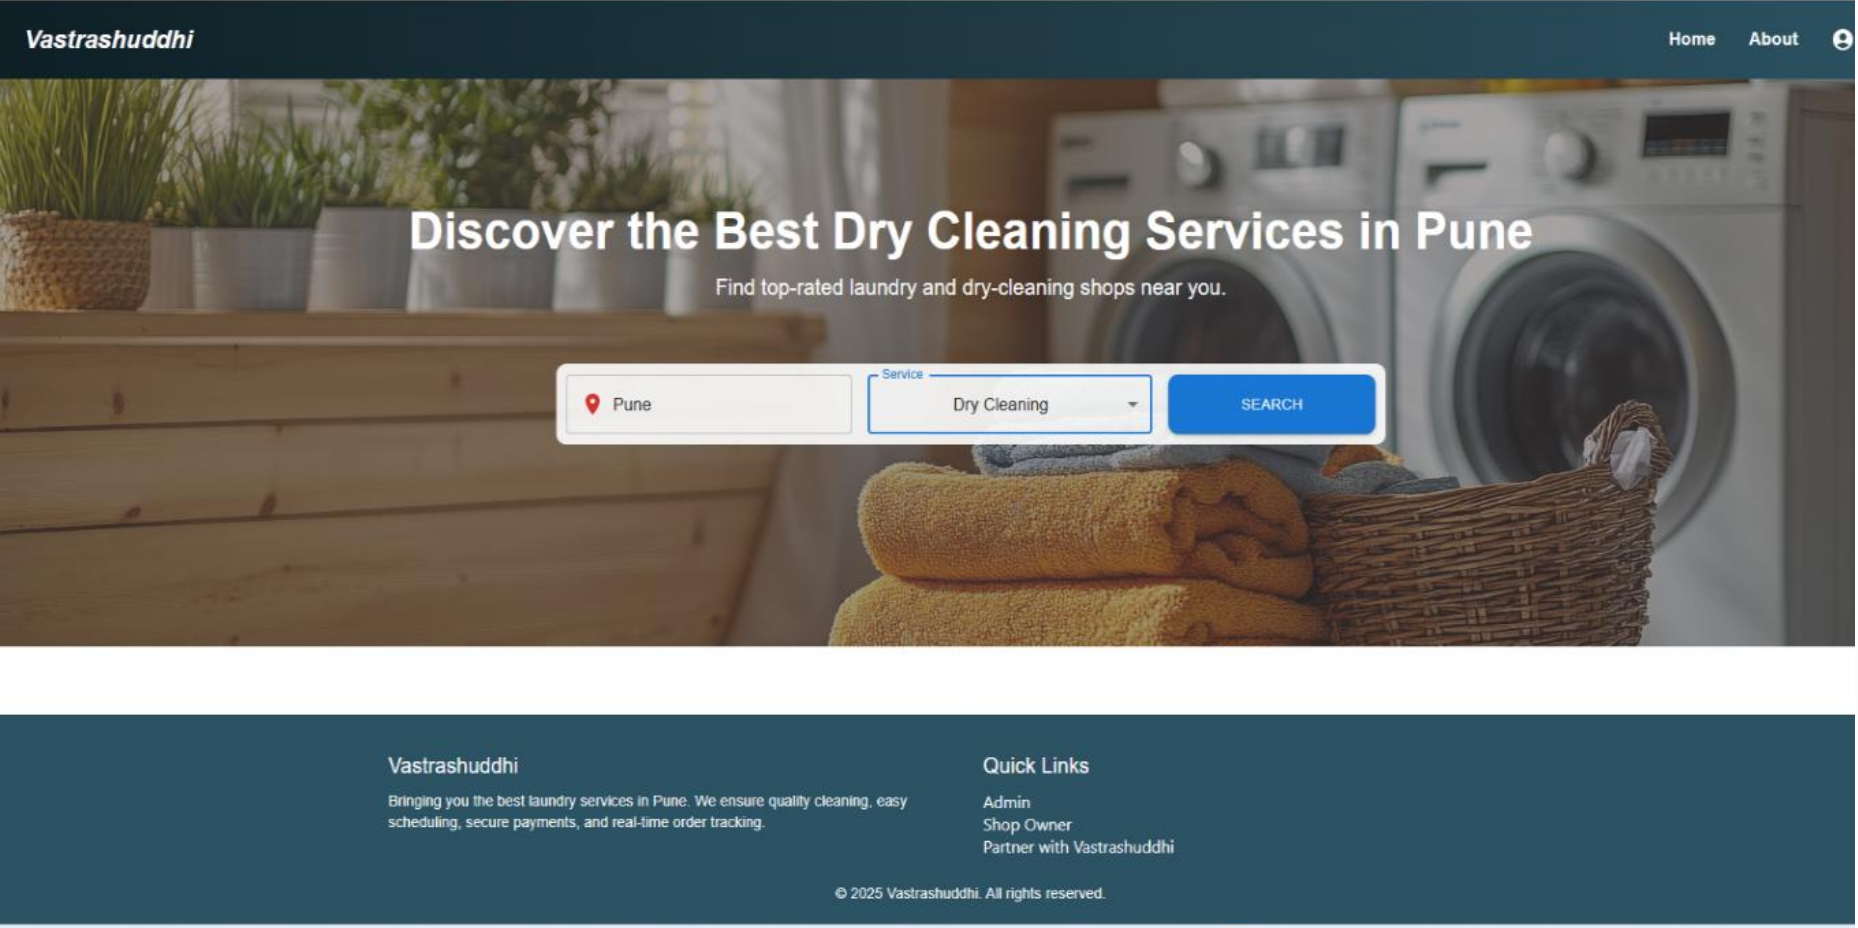 Vastrashuddhi
Home About
Discover the Best Dry Cleaning Services in Pune
Find top-rated laundry and dry-cleaning shops near you.
Service
Pune
Dry Cleaning
SEARCH
Vastrashuddhi
Bringing you the best laundry services in Pune. We ensure quality cleaning, easy
scheduling, secure payments, and real-time order tracking.
Quick Links
Admin
Shop Owner
Partner with Vastrashuddhi
© 2025 Vastrashuddhi. All rights reserved.